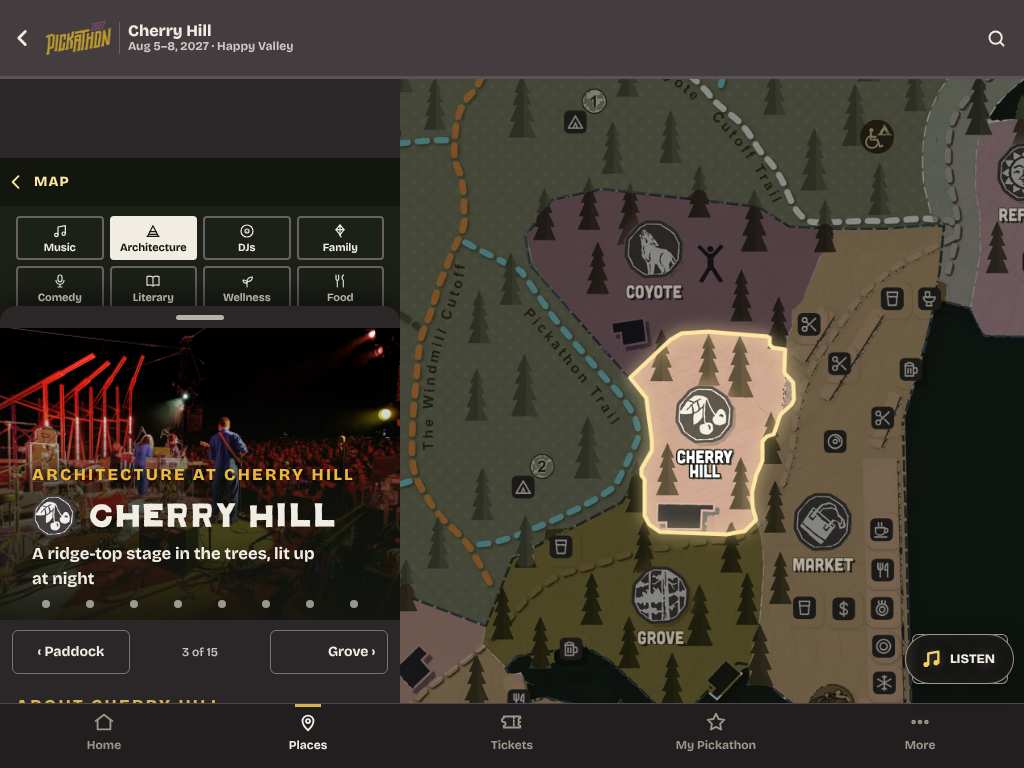 PICKATHON
Cherry Hill
Aug 5–8, 2027 · Happy Valley
MAP
Music
Architecture
DJs
Family
Comedy
Literary
Wellness
Food
ARCHITECTURE AT CHERRY HILL
CHERRY HILL
A ridge-top stage in the trees, lit up
at night
‹ Paddock
3 of 15
Grove ›
ABOUT CHERRY HILL
1
Cutoff Trail
COYOTE
The Windmill Cutoff
Pickathon Trail
CHERRY
HILL
2
MARKET
GROVE
$
LISTEN
Home
Places
Tickets
My Pickathon
More